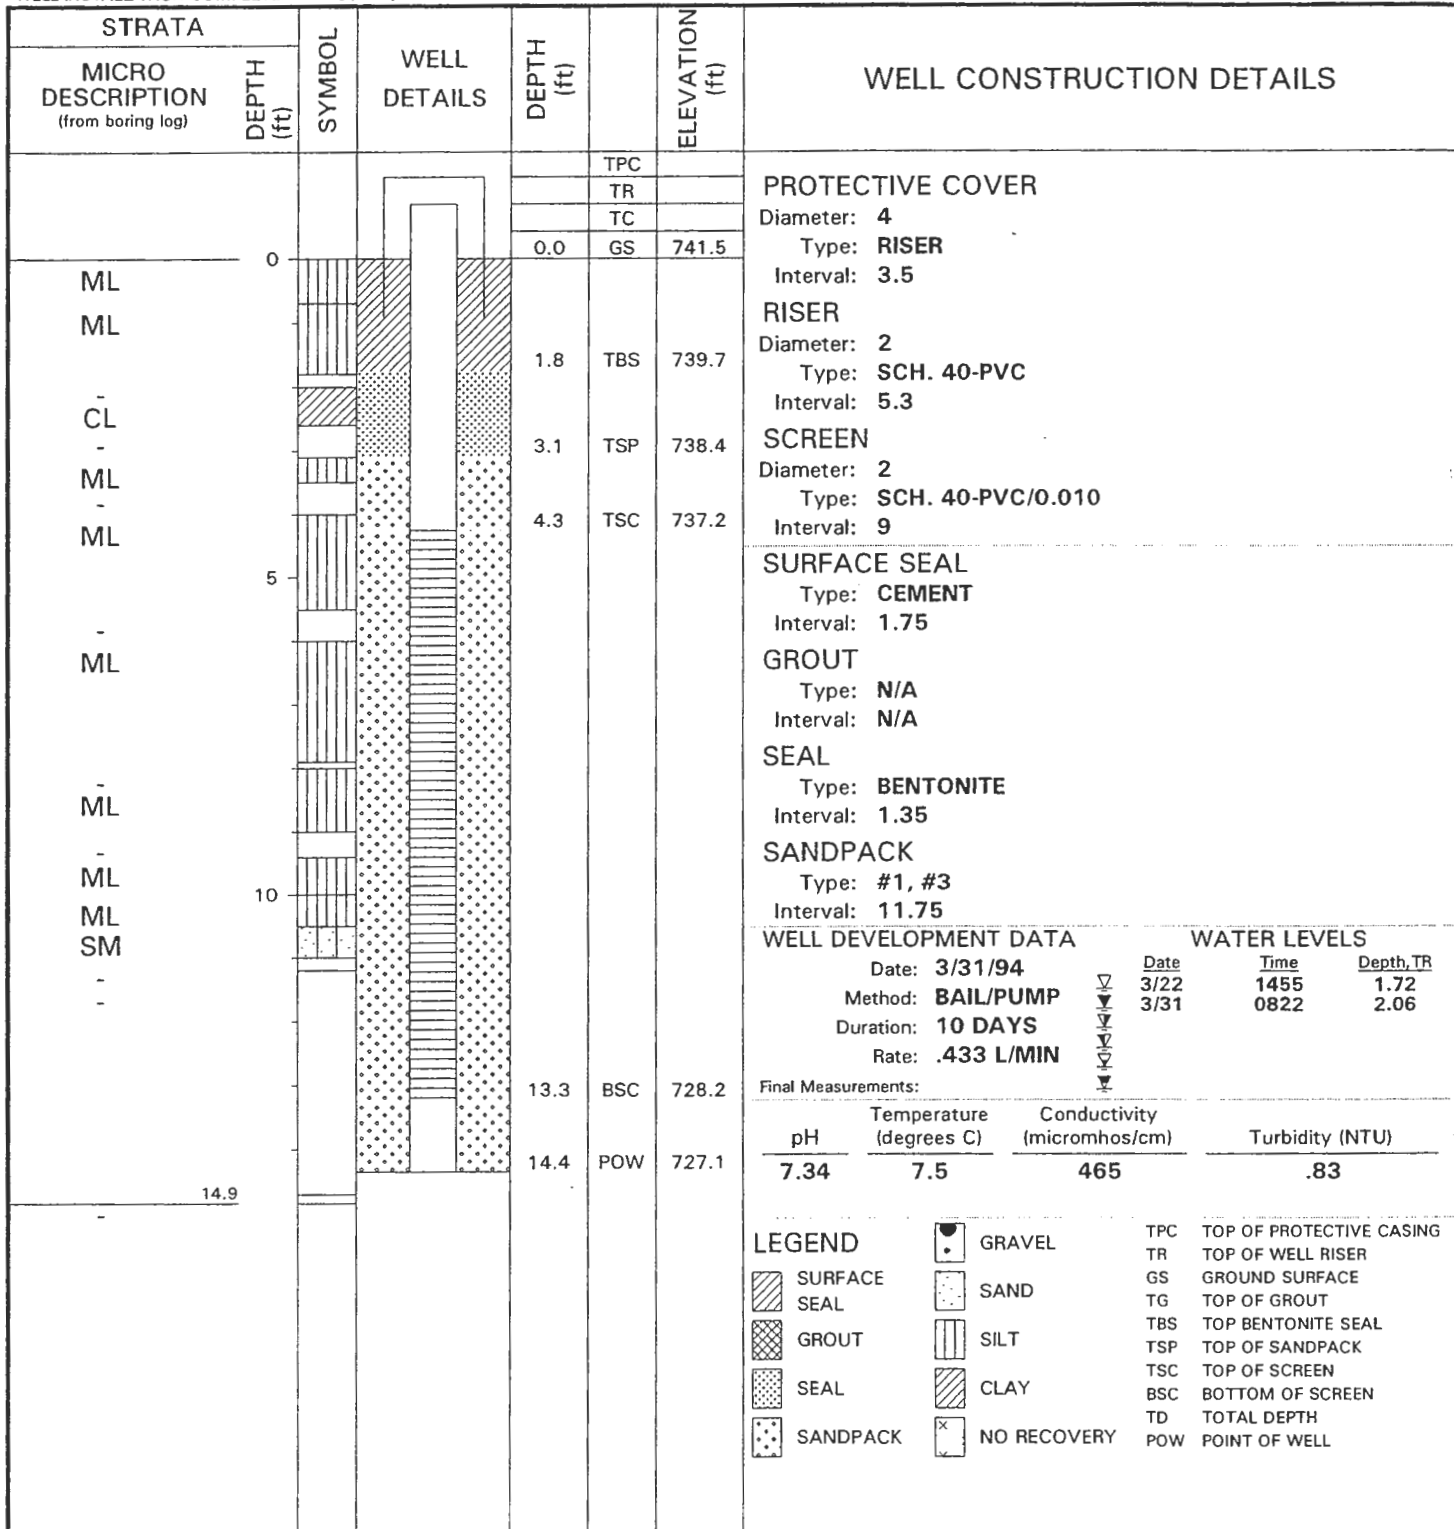 STRATA
MICRO
DESCRIPTION
(from boring log)
DEPTH
(ft)
SYMBOL
WELL
DETAILS
DEPTH
(ft)
ELEVATION
(ft)
WELL CONSTRUCTION DETAILS
TPC
TR
TC
0.0 GS 741.5
0
ML
ML
1.8 TBS 739.7
-
CL
-
3.1 TSP 738.4
ML
-
4.3 TSC 737.2
ML
5
-
ML
-
ML
-
ML
10
ML
SM
-
-
13.3 BSC 728.2
14.4 POW 727.1
14.9
-
PROTECTIVE COVER
Diameter: 4
Type: RISER
Interval: 3.5
RISER
Diameter: 2
Type: SCH. 40-PVC
Interval: 5.3
SCREEN
Diameter: 2
Type: SCH. 40-PVC/0.010
Interval: 9
SURFACE SEAL
Type: CEMENT
Interval: 1.75
GROUT
Type: N/A
Interval: N/A
SEAL
Type: BENTONITE
Interval: 1.35
SANDPACK
Type: #1, #3
Interval: 11.75
WELL DEVELOPMENT DATA
Date: 3/31/94
Method: BAIL/PUMP
Duration: 10 DAYS
Rate: .433 L/MIN
Final Measurements:
WATER LEVELS
Date Time Depth,TR
3/22 1455 1.72
3/31 0822 2.06
pH Temperature (degrees C) Conductivity (micromhos/cm) Turbidity (NTU)
7.34 7.5 465 .83
LEGEND
SURFACE
SEAL
GROUT
SEAL
SANDPACK
GRAVEL
SAND
SILT
CLAY
NO RECOVERY
TPC TOP OF PROTECTIVE CASING
TR TOP OF WELL RISER
GS GROUND SURFACE
TG TOP OF GROUT
TBS TOP BENTONITE SEAL
TSP TOP OF SANDPACK
TSC TOP OF SCREEN
BSC BOTTOM OF SCREEN
TD TOTAL DEPTH
POW POINT OF WELL